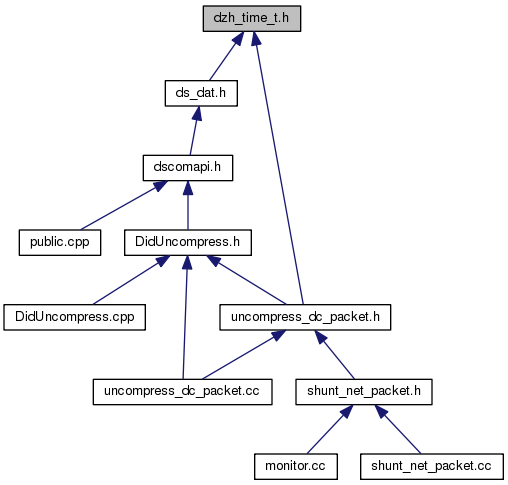 dzh_time_t.h
ds_dat.h
dscomapi.h
public.cpp
DidUncompress.h
DidUncompress.cpp
uncompress_dc_packet.h
uncompress_dc_packet.cc
shunt_net_packet.h
monitor.cc
shunt_net_packet.cc